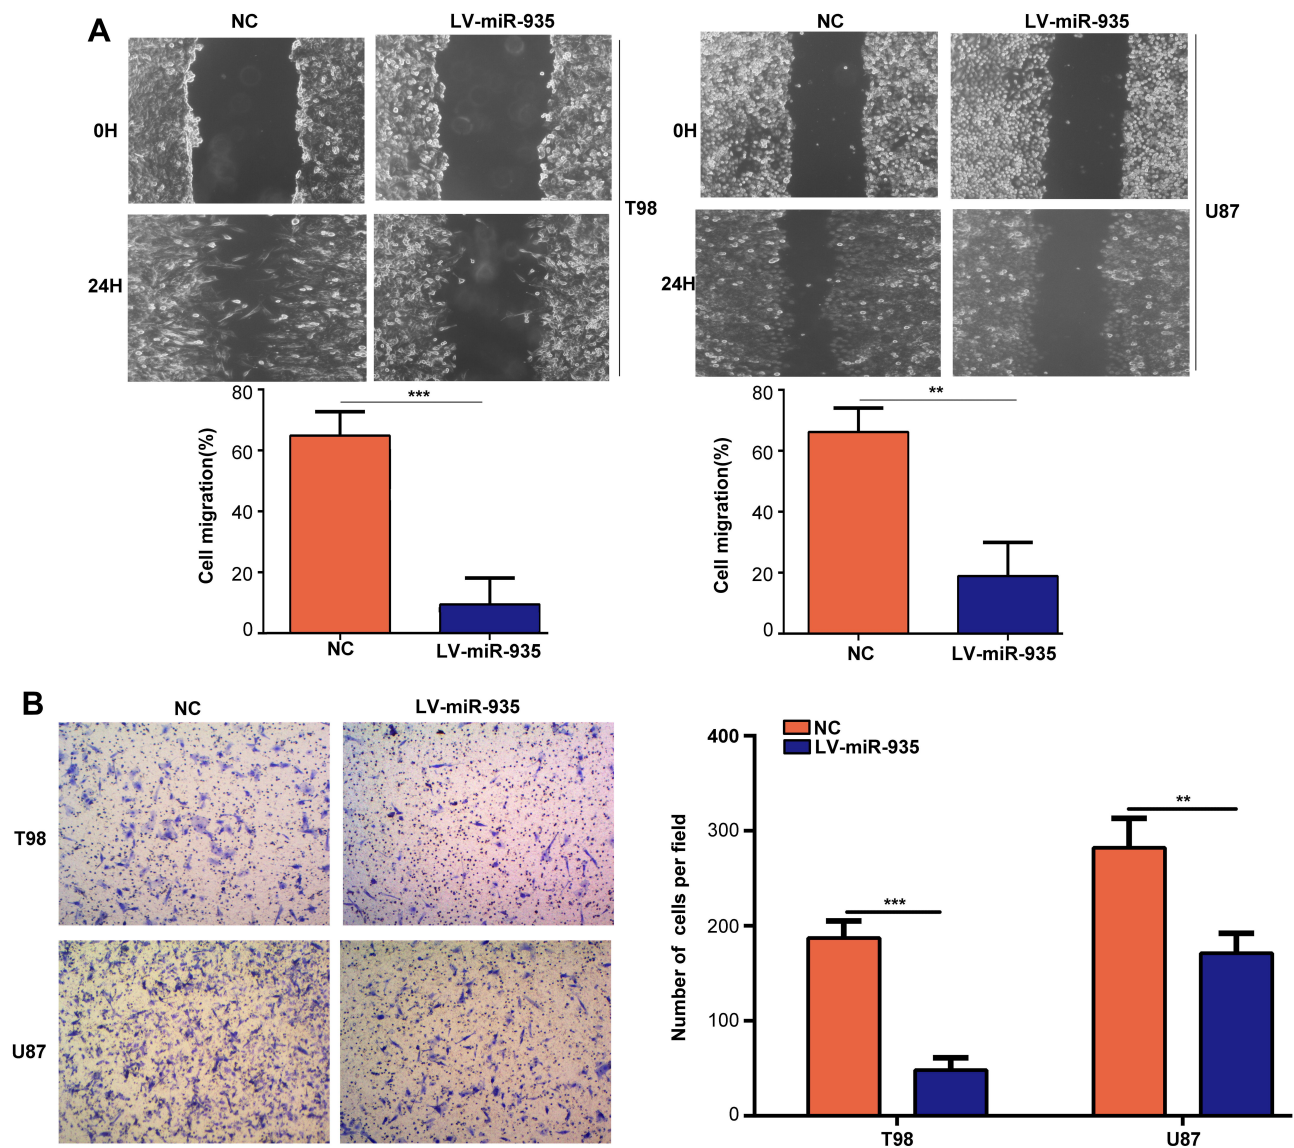 A
NC
LV-miR-935
NC
LV-miR-935
0H
0H
T98
U87
24H
24H
80
60
40
20
0
Cell migration(%)
***
NC
LV-miR-935
80
60
40
20
0
Cell migration(%)
**
NC
LV-miR-935
B
NC
LV-miR-935
T98
U87
NC
LV-miR-935
400
300
200
100
0
Number of cells per field
***
**
T98
U87